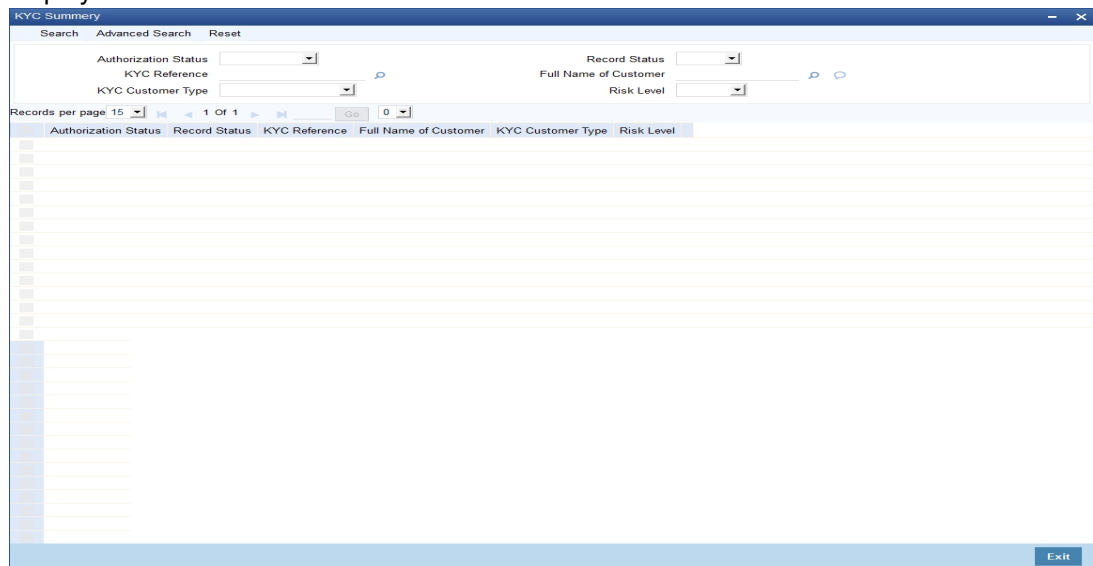 KYC Summery
Search Advanced Search Reset
Authorization Status Record Status
KYC Reference Full Name of Customer
KYC Customer Type Risk Level
Records per page 15 1 Of 1 Go 0
Authorization Status Record Status KYC Reference Full Name of Customer KYC Customer Type Risk Level
Exit